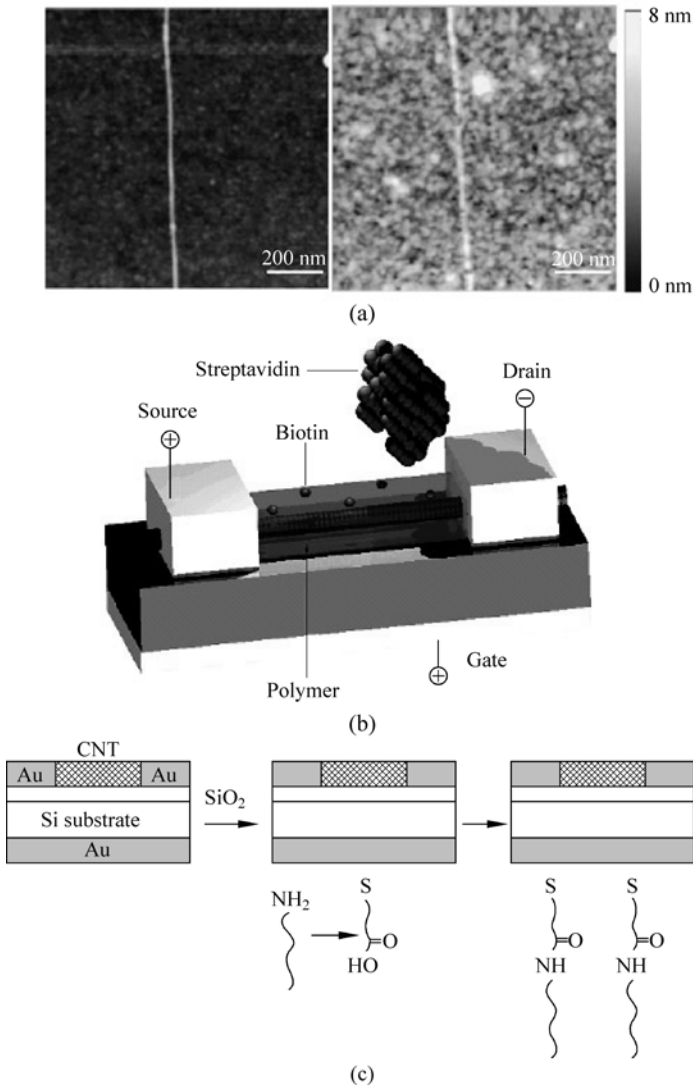 8 nm
200 nm
200 nm
0 nm
(a)
Streptavidin
Drain
⊖
Source
⊕
Biotin
Gate
⊕
Polymer
(b)
CNT
Au
Au
SiO₂
Si substrate
Au
NH₂
S
O
HO
S
S
O
O
NH
NH
(c)